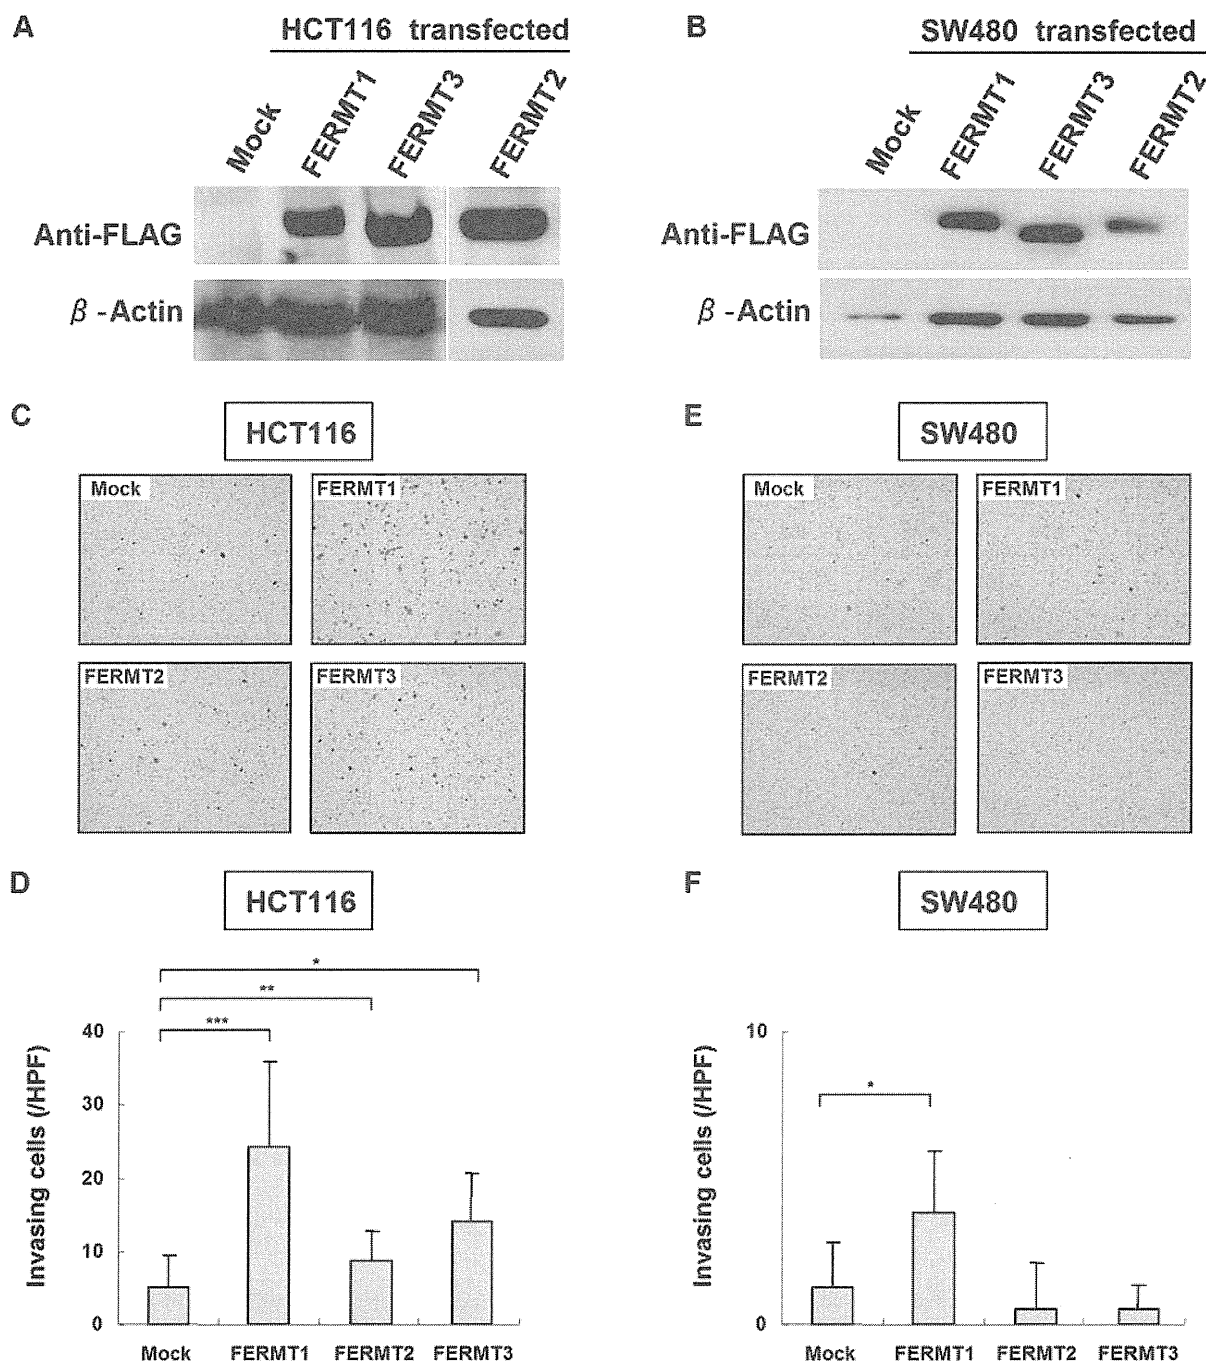 A
HCT116 transfected
Mock
FERMT1
FERMT3
FERMT2
Anti-FLAG
β-Actin
B
SW480 transfected
Mock
FERMT1
FERMT3
FERMT2
Anti-FLAG
β-Actin
C
HCT116
Mock
FERMT1
FERMT2
FERMT3
E
SW480
Mock
FERMT1
FERMT2
FERMT3
D
HCT116
*
**
***
Invasing cells (/HPF)
40
30
20
10
0
Mock
FERMT1
FERMT2
FERMT3
F
SW480
*
Invasing cells (/HPF)
10
0
Mock
FERMT1
FERMT2
FERMT3